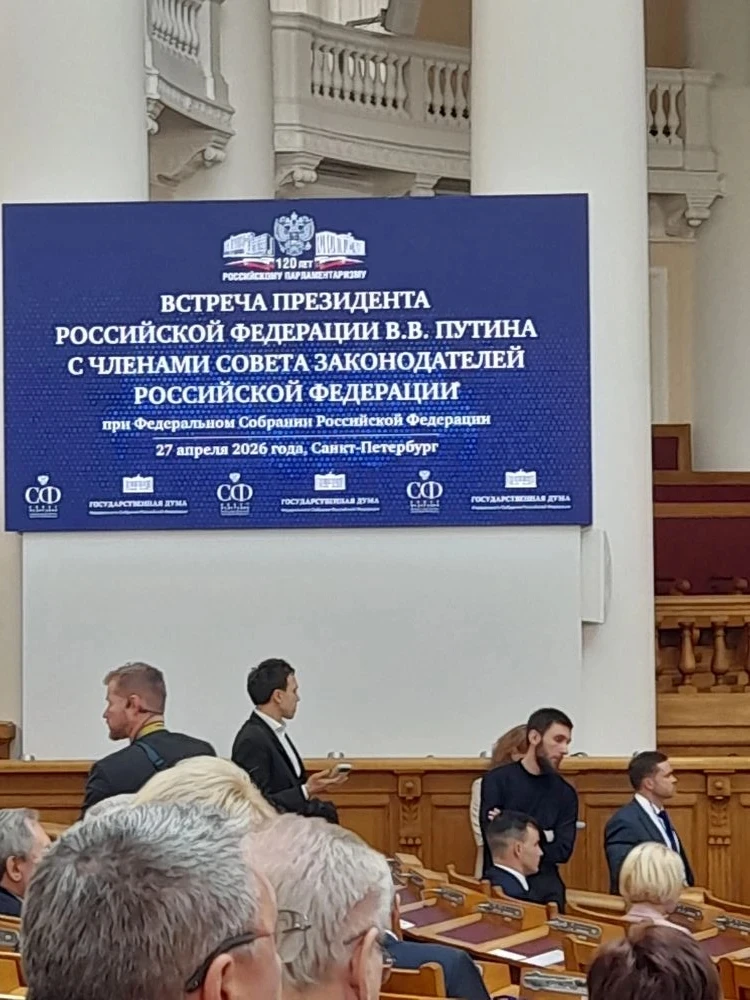 120 ЛЕТ
РОССИЙСКОМУ ПАРЛАМЕНТАРИЗМУ
ВСТРЕЧА ПРЕЗИДЕНТА
РОССИЙСКОЙ ФЕДЕРАЦИИ В.В. ПУТИНА
С ЧЛЕНАМИ СОВЕТА ЗАКОНОДАТЕЛЕЙ
РОССИЙСКОЙ ФЕДЕРАЦИИ
при Федеральном Собрании Российской Федерации
27 апреля 2026 года, Санкт-Петербург
СФ ГОСУДАРСТВЕННАЯ ДУМА СФ ГОСУДАРСТВЕННАЯ ДУМА СФ ГОСУДАРСТВЕННАЯ ДУМА